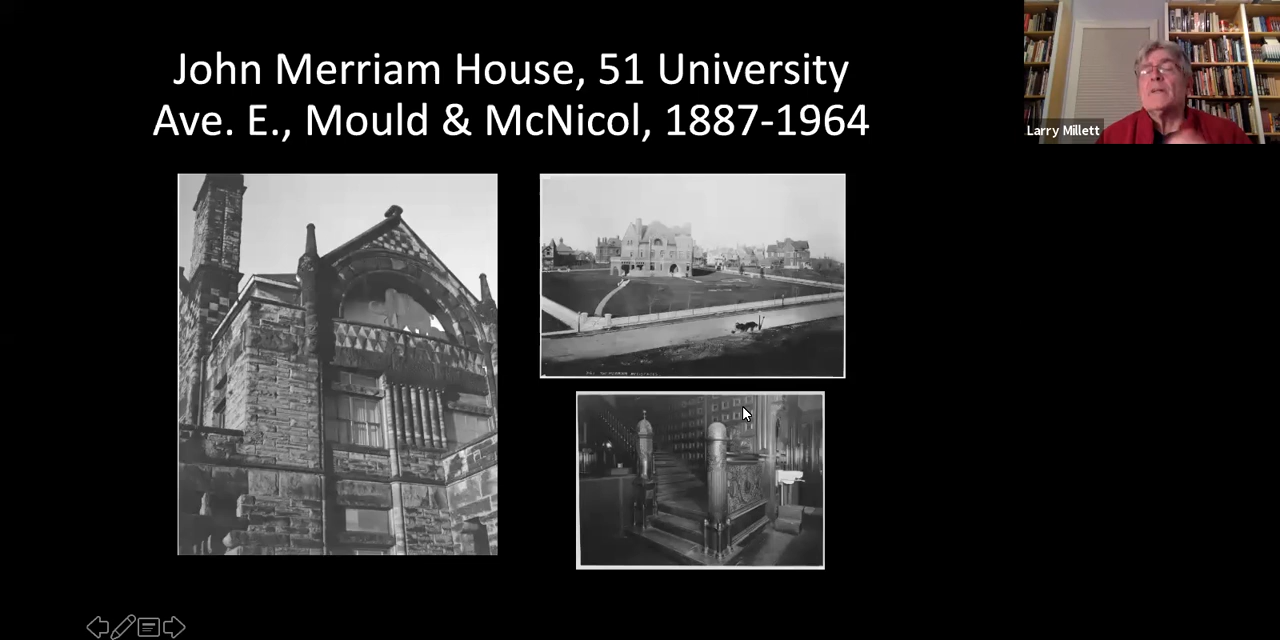 John Merriam House, 51 University
Ave. E., Mould & McNicol, 1887-1964
Larry Millett